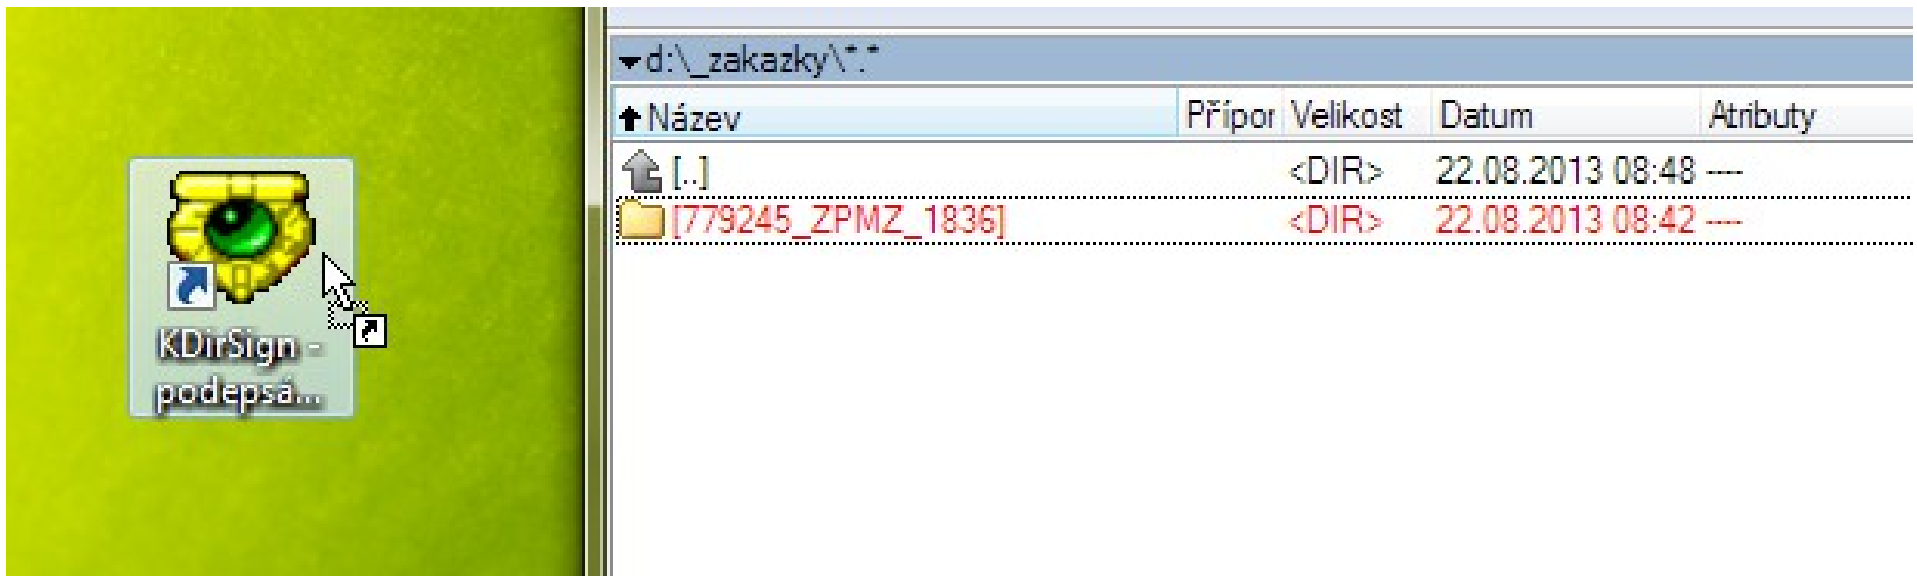 KDirSign -
podepsá...
d:\_zakazky\*.*
Název Přípor Velikost Datum Atributy
[..] <DIR> 22.08.2013 08:48 ----
[779245_ZPMZ_1836] <DIR> 22.08.2013 08:42 ----